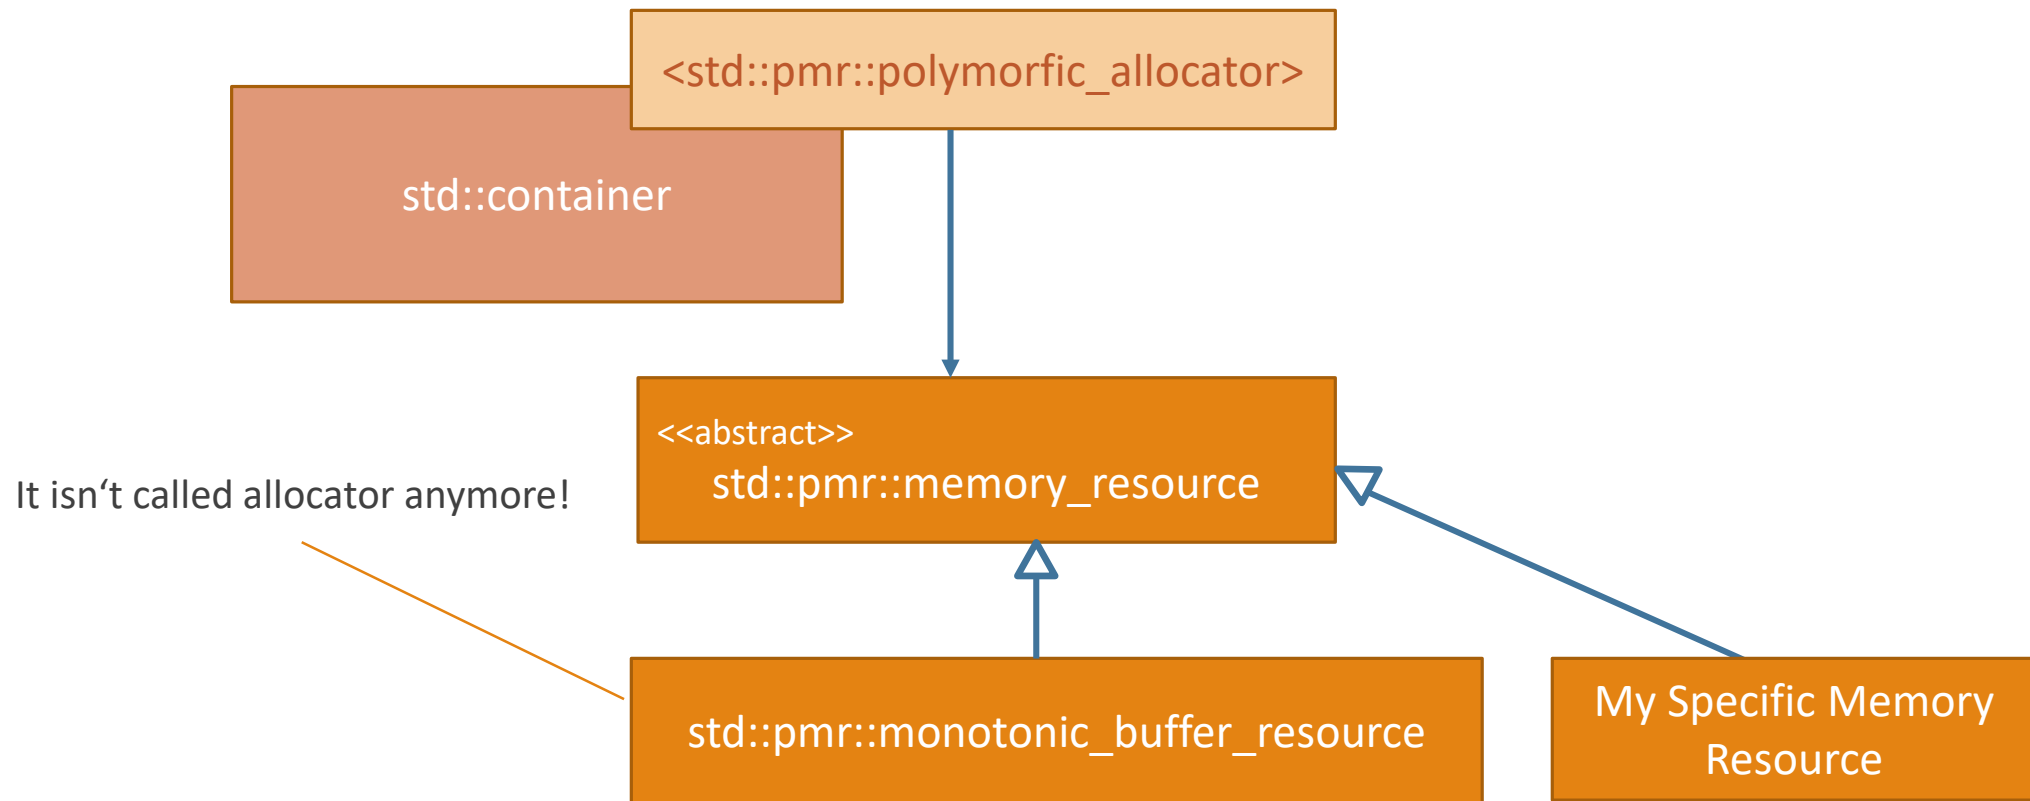 <std::pmr::polymorfic_allocator>
std::container
<<abstract>>
std::pmr::memory_resource
It isn‘t called allocator anymore!
std::pmr::monotonic_buffer_resource
My Specific Memory
Resource